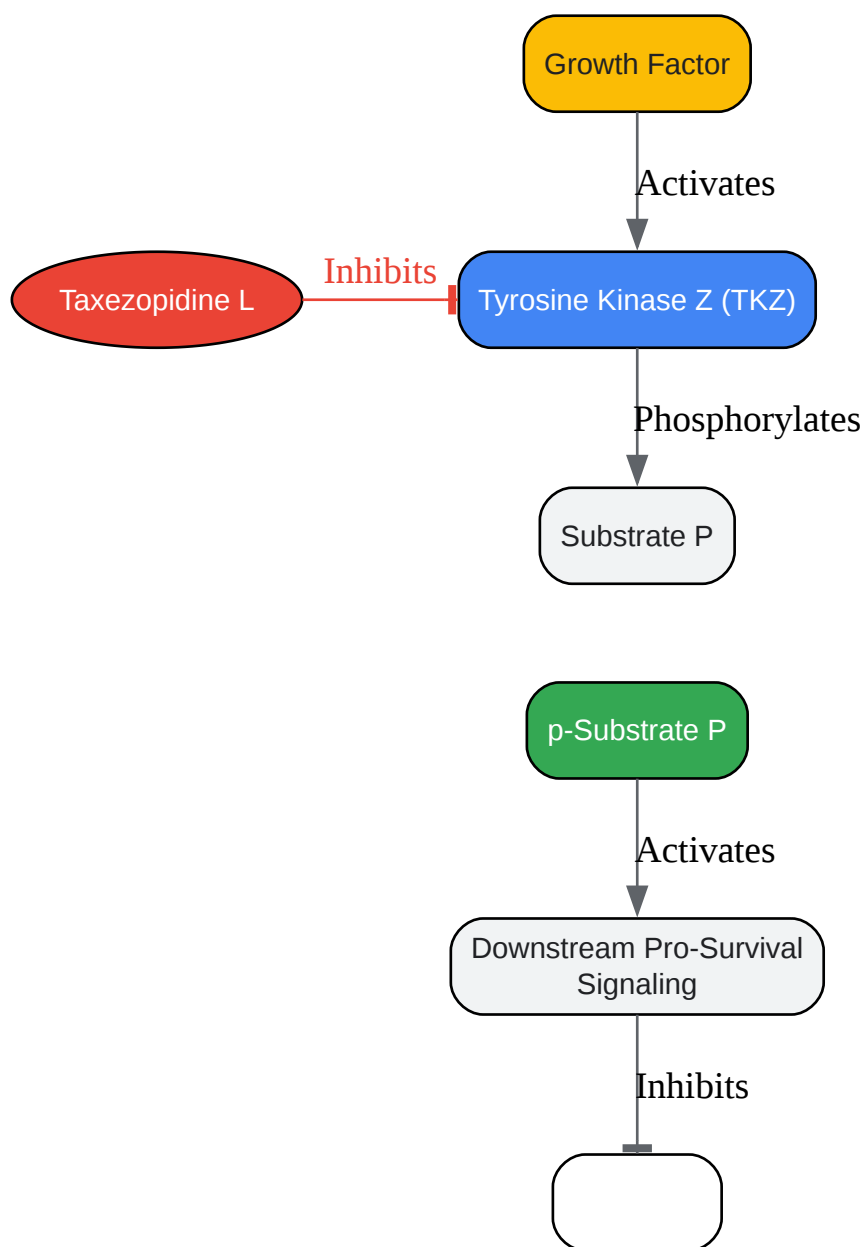 Growth Factor
Activates
Inhibits
Taxezopidine L
Tyrosine Kinase Z (TKZ)
Phosphorylates
Substrate P
p-Substrate P
Activates
Downstream Pro-Survival
Signaling
Inhibits